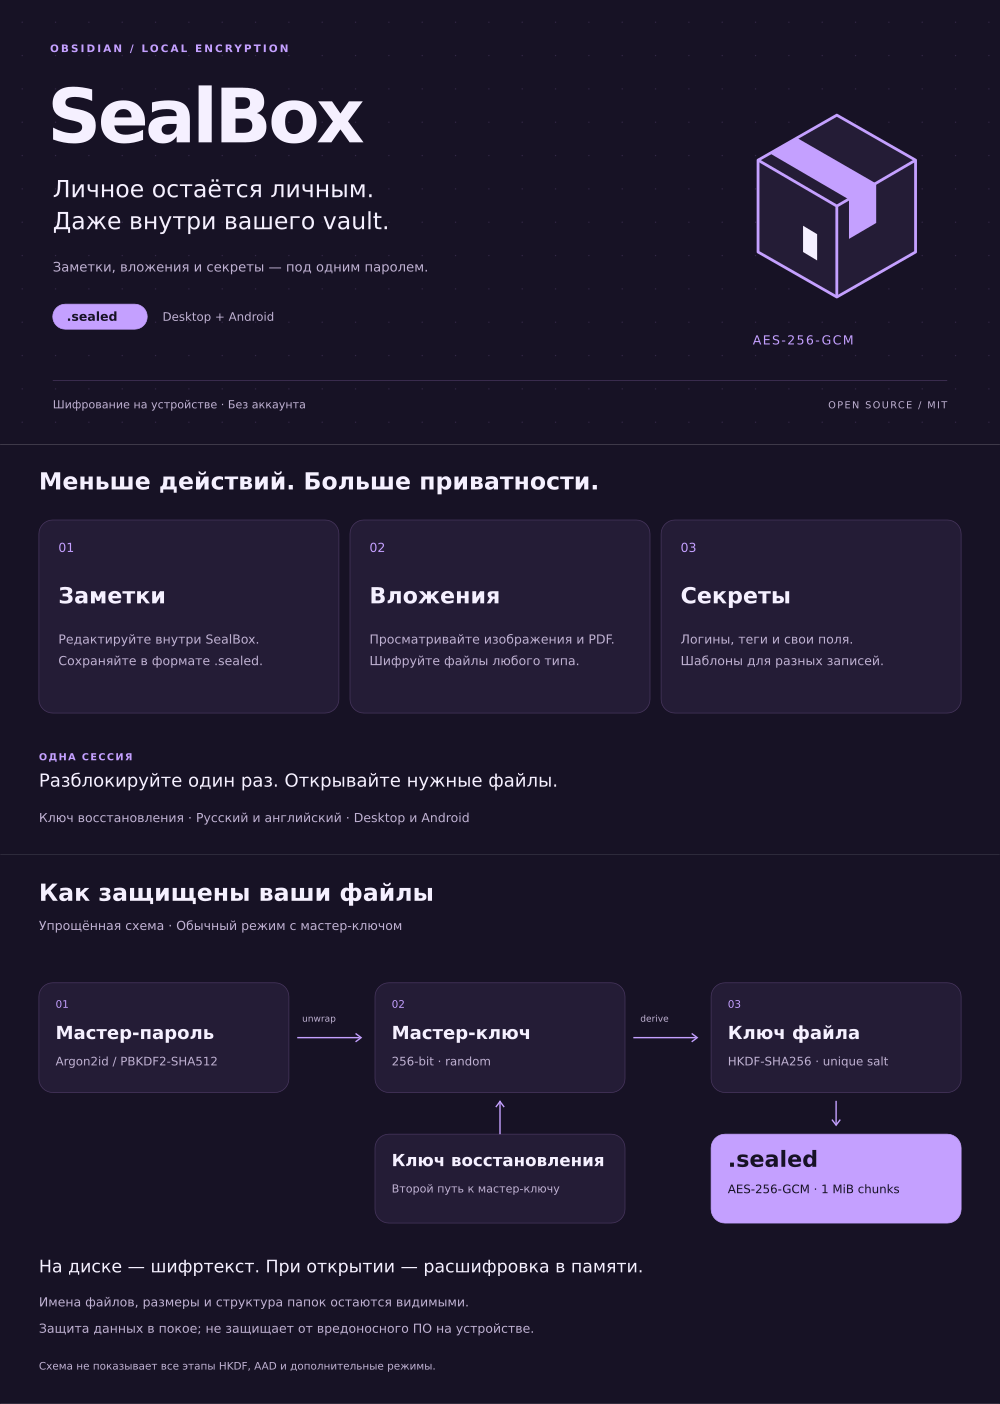 OBSIDIAN / LOCAL ENCRYPTION
SealBox
Личное остаётся личным.
Даже внутри вашего vault.
Заметки, вложения и секреты — под одним паролем.
.sealed
Desktop + Android
AES-256-GCM
Шифрование на устройстве · Без аккаунта
OPEN SOURCE / MIT
Меньше действий. Больше приватности.
01
Заметки
Редактируйте внутри SealBox.
Сохраняйте в формате .sealed.
02
Вложения
Просматривайте изображения и PDF.
Шифруйте файлы любого типа.
03
Секреты
Логины, теги и свои поля.
Шаблоны для разных записей.
ОДНА СЕССИЯ
Разблокируйте один раз. Открывайте нужные файлы.
Ключ восстановления · Русский и английский · Desktop и Android
Как защищены ваши файлы
Упрощённая схема · Обычный режим с мастер-ключом
01
Мастер-пароль
Argon2id / PBKDF2-SHA512
unwrap
02
Мастер-ключ
256-bit · random
derive
03
Ключ файла
HKDF-SHA256 · unique salt
Ключ восстановления
Второй путь к мастер-ключу
.sealed
AES-256-GCM · 1 MiB chunks
На диске — шифртекст. При открытии — расшифровка в памяти.
Имена файлов, размеры и структура папок остаются видимыми.
Защита данных в покое; не защищает от вредоносного ПО на устройстве.
Схема не показывает все этапы HKDF, AAD и дополнительные режимы.